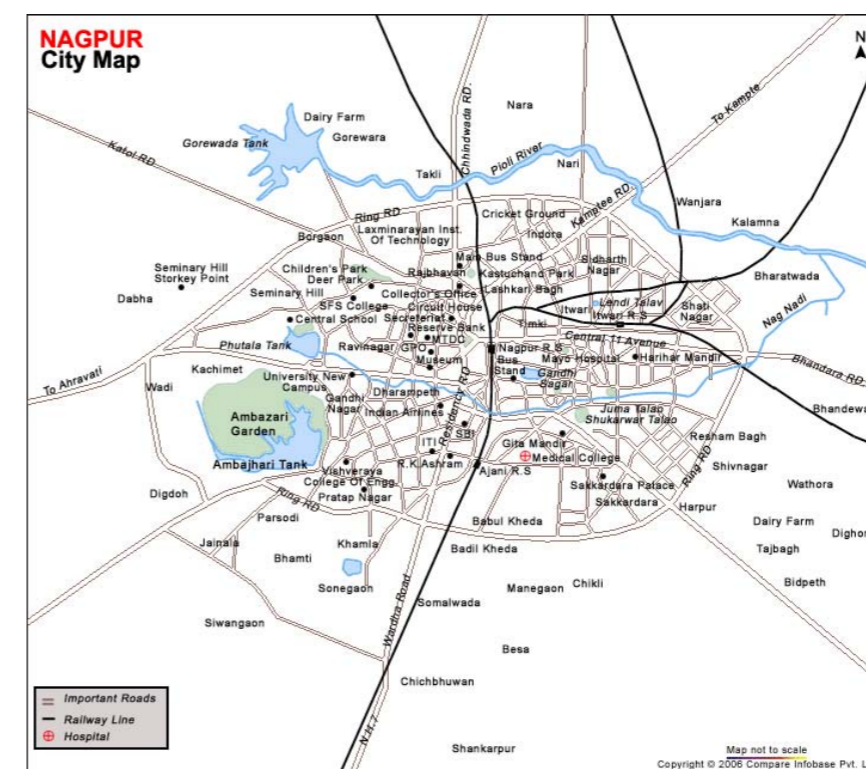 NAGPUR
City Map
N
Nara
To Kampte
Dairy Farm
Gorewara
Gorewada Tank
Katol RD
Chhindwada RD.
Takli
Pioli River
Nari
Kamptee RD.
Wanjara
Kalamna
Ring RD
Cricket Ground
Laxminarayan Inst.
Of Technology
Indora
Borgaon
Main Bus Stand
Sidharth
Nagar
Seminary Hill
Storkey Point
Children's Park
Deer Park
Rajbhavan
Kastuchand Park
Bharatwada
Dabha
Seminary Hill
SFS College
Collector's Office
Lashkari Bagh
Lendi Talav
Circuit House
Itwari
Itwari R.S
Shati
Nagar
Nag Nadi
Central School
Secreteriat
Reserve Bank
Timki
Phutala Tank
Ravinagar
MTDC
GPO
Nagpur R.S
Central 11 Avenue
Museum
Bus
Stand
Mayo Hospital
Harihar Mandir
Bhandara RD.
To Ahravati
Wadi
Kachimet
University New
Campus
Gandhi
Sagar
Gandhi
Nagar
Dharampeth
Indian Airlines
Residency RD
Bhandew
Ambazari
Garden
Juma Talap
Shukarwar Talao
SBI
ITI
Gita Mandir
Resham Bagh
Ambajhari Tank
Vishveraya
College Of Engg.
R.K.Ashram
Ajani R.S
Medical College
Shivnagar
Ring RD
Digdoh
Ring RD
Pratap Nagar
Sakkardara Palace
Wathora
Sakkardara
Harpur
Parsodi
Babul Kheda
Dairy Farm
Dighor
Jainala
Khamla
Badil Kheda
Tajbagh
Bhamti
Sonegaon
Wardha Road
Manegaon
Chikli
Bidpeth
Somalwada
Siwangaon
Besa
Chichbhuwan
Important Roads
Railway Line
Hospital
N.H.7
Shankarpur
Map not to scale
Copyright © 2006 Compare Infobase Pvt. L